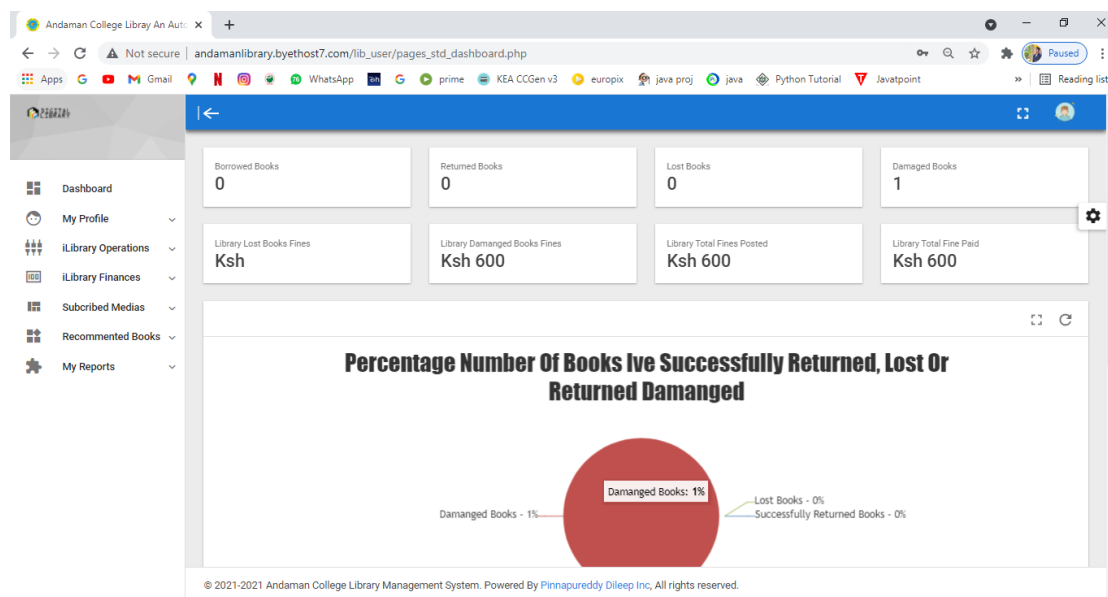 Andaman College Libray An Auto
Not secure | andamanlibrary.byethost7.com/lib_user/pages_std_dashboard.php
Paused
Apps
Gmail
WhatsApp
prime
KEA CCGen v3
europix
java proj
java
Python Tutorial
Javatpoint
»
Reading list
DIGITAL
Dashboard
My Profile
iLibrary Operations
iLibrary Finances
Subcribed Medias
Recommented Books
My Reports
Borrowed Books
0
Returned Books
0
Lost Books
0
Damaged Books
1
Library Lost Books Fines
Ksh
Library Damanged Books Fines
Ksh 600
Library Total Fines Posted
Ksh 600
Library Total Fine Paid
Ksh 600
Percentage Number Of Books Ive Successfully Returned, Lost Or
Returned Damanged
Damanged Books: 1%
Damanged Books - 1%
Lost Books - 0%
Successfully Returned Books - 0%
© 2021-2021 Andaman College Library Management System. Powered By Pinnapureddy Dileep Inc, All rights reserved.